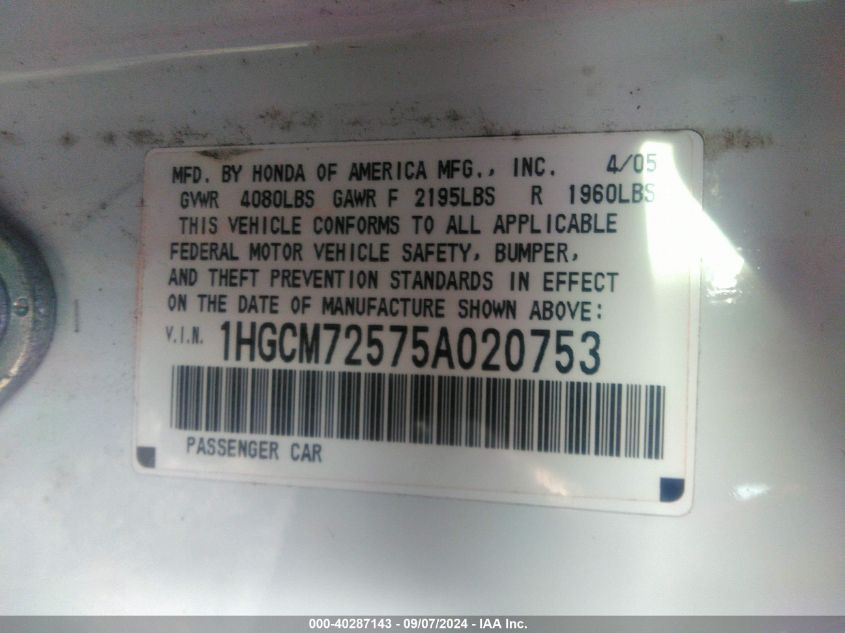 MFD. BY HONDA OF AMERICA MFG., INC. 4/05
GVWR 4080LBS GAWR F 2195LBS R 1960LBS
THIS VEHICLE CONFORMS TO ALL APPLICABLE
FEDERAL MOTOR VEHICLE SAFETY, BUMPER,
AND THEFT PREVENTION STANDARDS IN EFFECT
ON THE DATE OF MANUFACTURE SHOWN ABOVE:
V.I.N. 1HGCM72575A020753
PASSENGER CAR
000-40287143 - 09/07/2024 - IAA Inc.